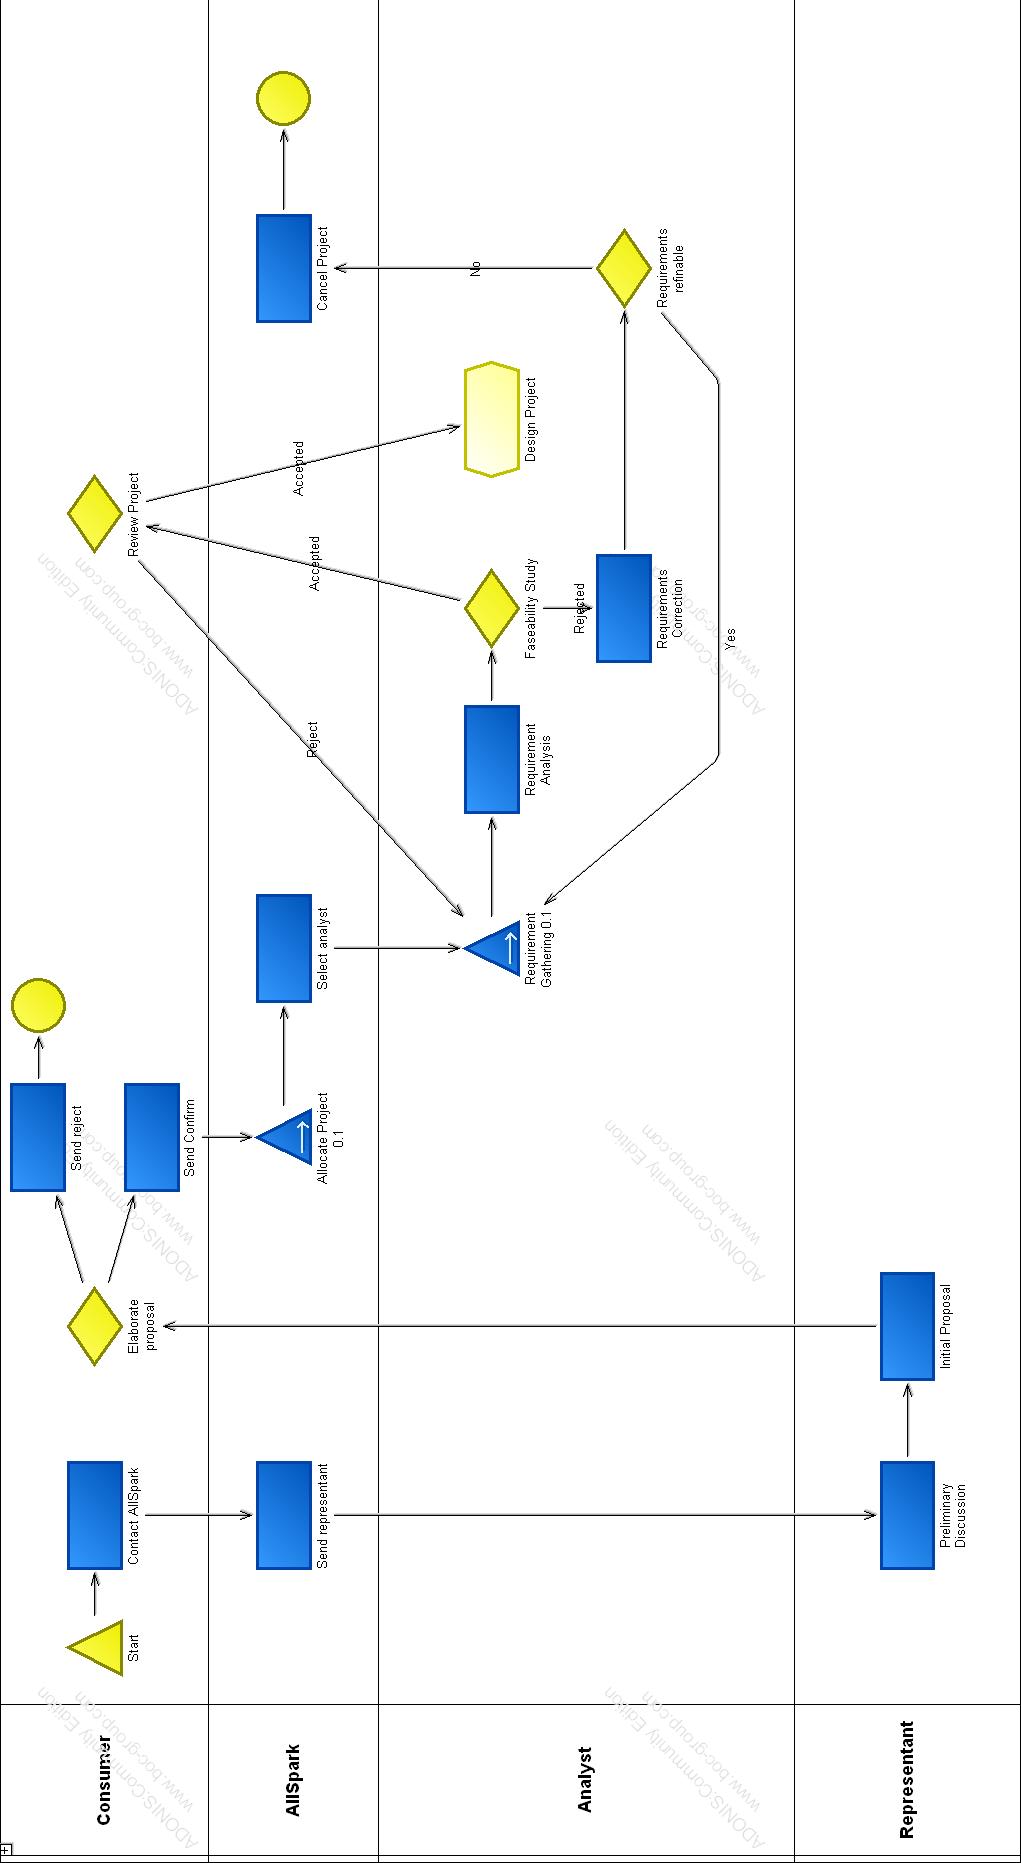 Consumer
Start
Contact AllSpark
Elaborate
proposal
Send reject
Send Confirm
Review Project
AllSpark
Send representant
Allocate Project
0.1
Select analyst
Cancel Project
Reject
Accepted
Accepted
No
Analyst
Requirement
Gathering 0.1
Requirement
Analysis
Faseability Study
Design Project
Rejected
Requirements
Correction
Requirements
refinable
Yes
Representant
Preliminary
Discussion
Initial Proposal
ADONIS:Community Edition
www.boc-group.com
ADONIS:Community Edition
www.boc-group.com
ADONIS:Community Edition
www.boc-group.com
ADONIS:Community Edition
www.boc-group.com
ADONIS:Community Edition
www.boc-group.com
ADONIS:Community Edition
www.boc-group.com